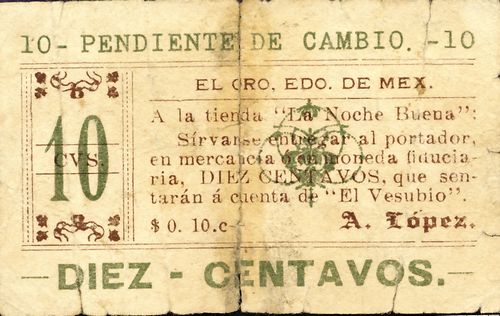 10- PENDIENTE DE CAMBIO. -10
EL ORO, EDO. DE MEX.
10
CVS.
A la tienda "La Noche Buena":
Sírvanse entregar al portador,
en mercancía ó en moneda fiducia-
ria, DIEZ CENTAVOS, que sen-
tarán á cuenta de "El Vesubio".
$ 0. 10.c- A. López.
—DIEZ - CENTAVOS.—